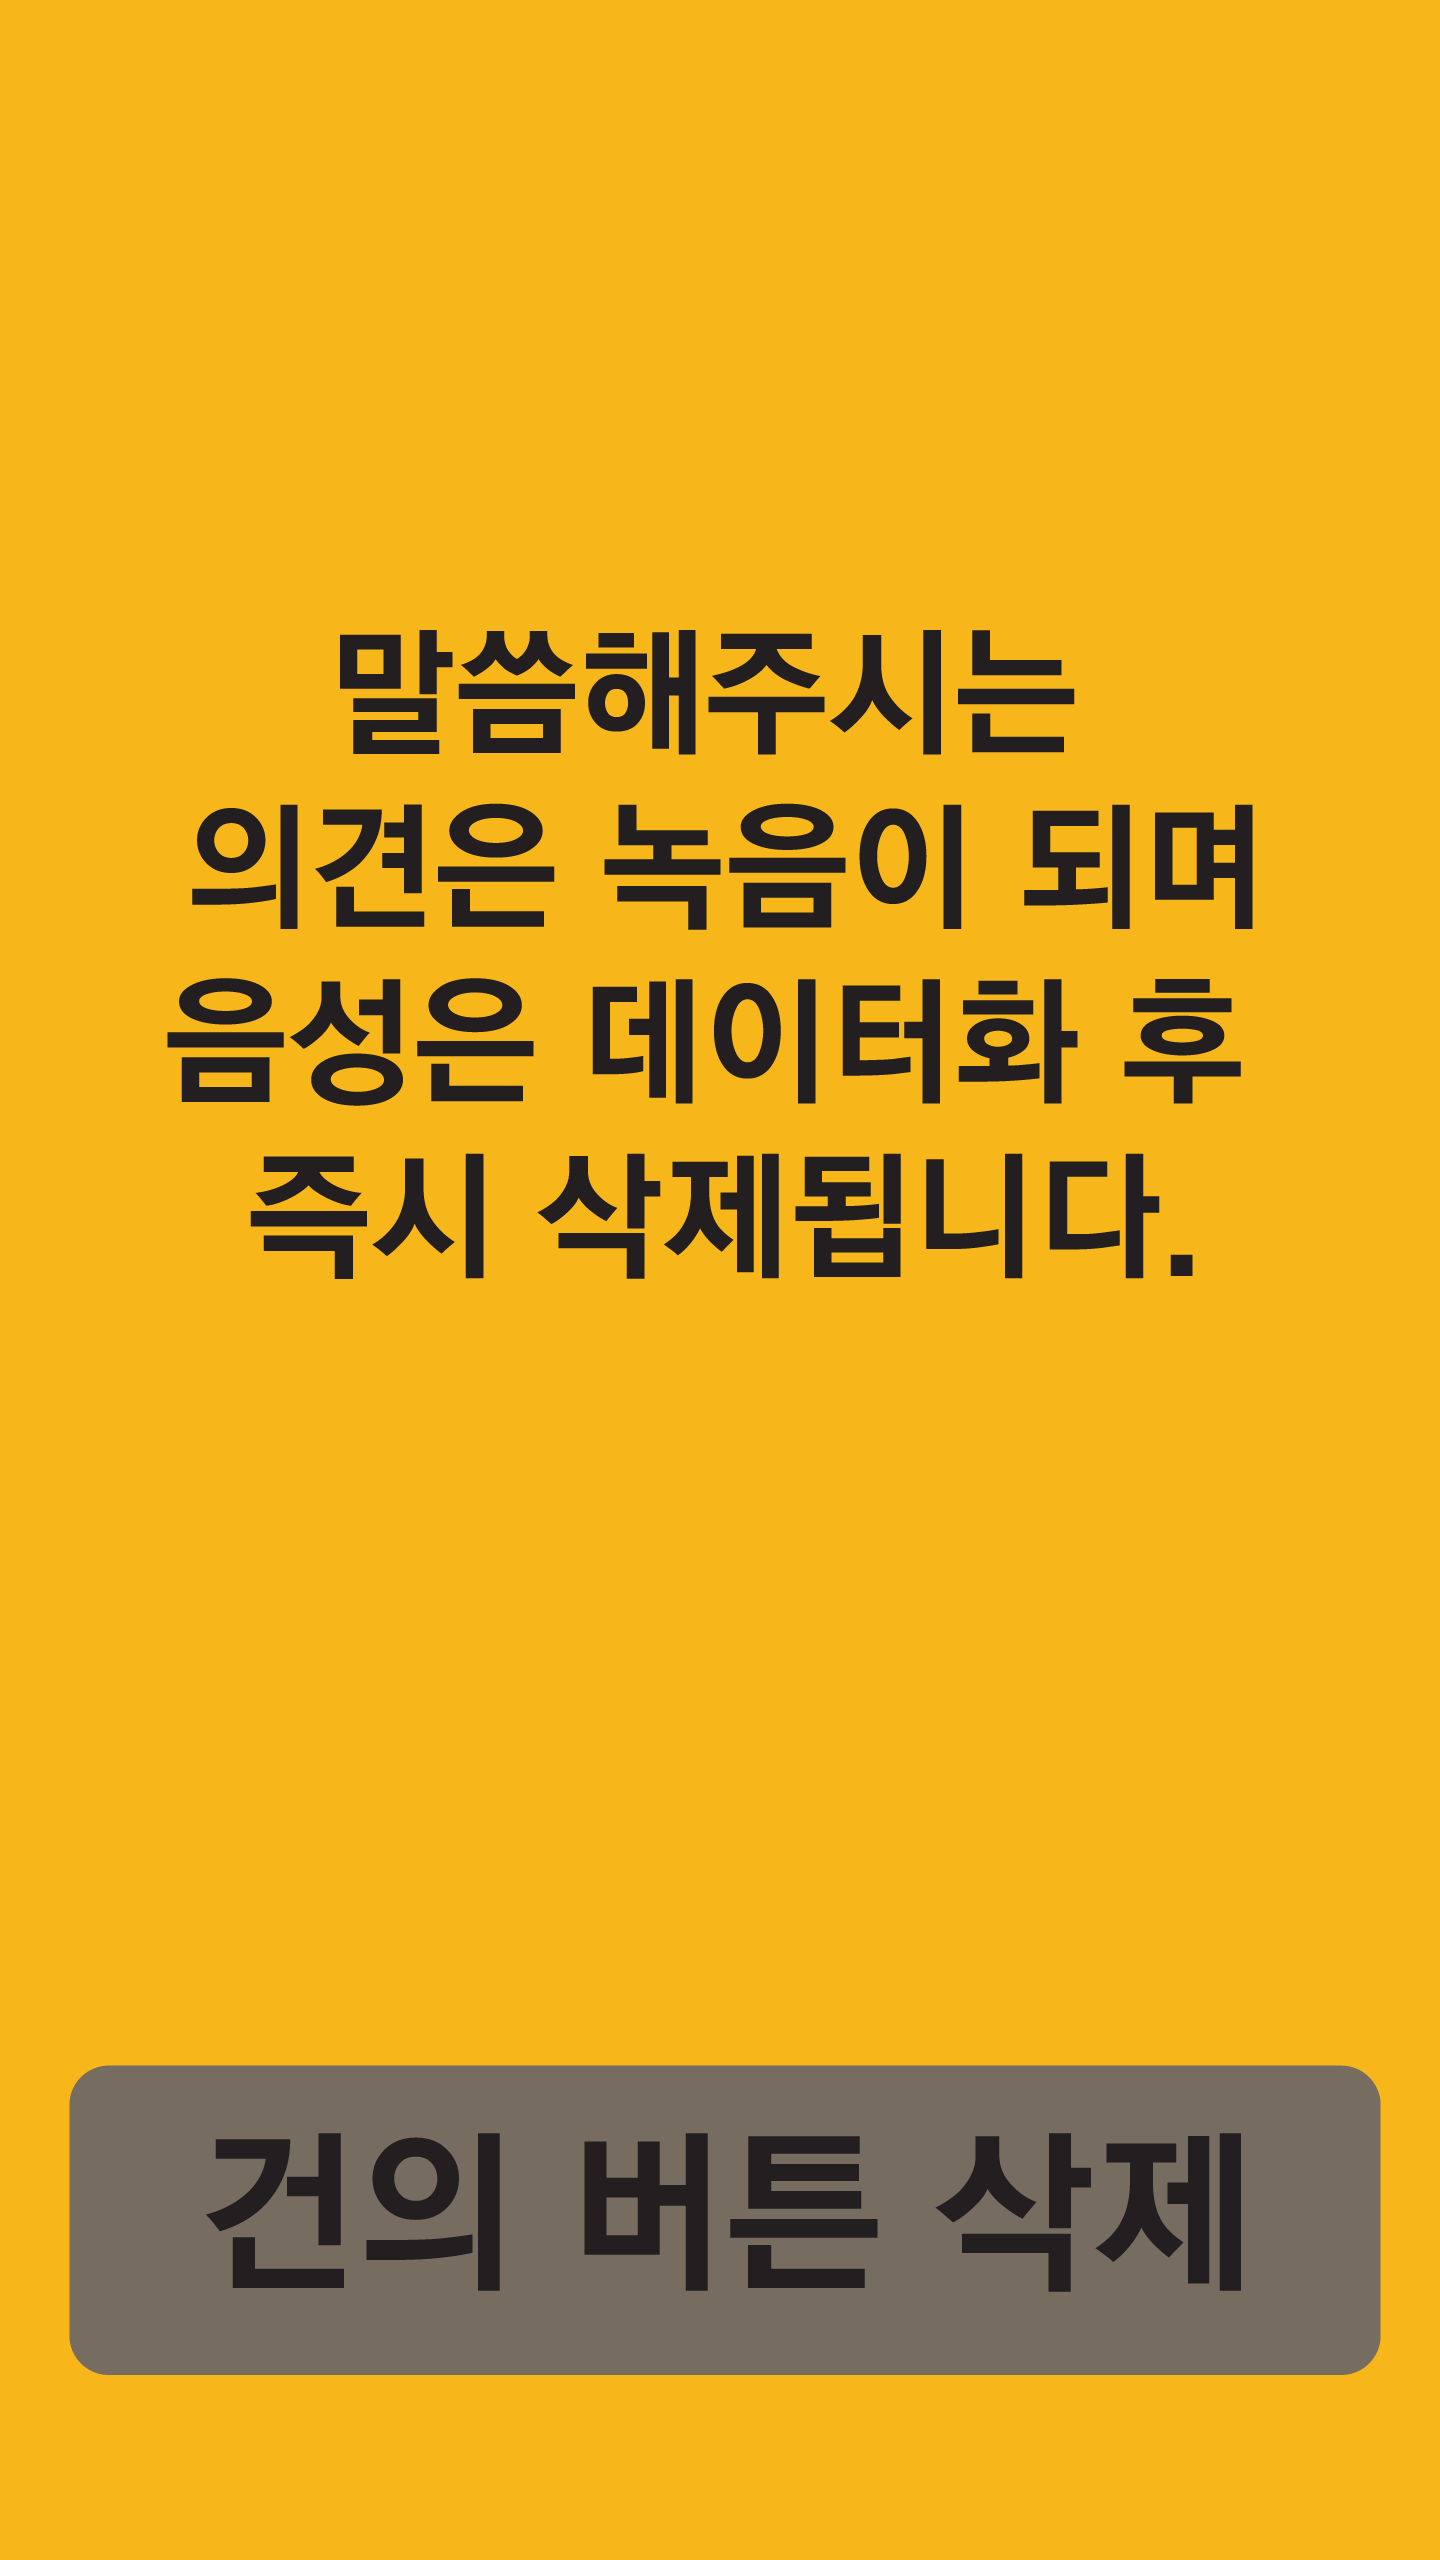 말씀해주시는
의견은 녹음이 되며
음성은 데이터화 후
즉시 삭제됩니다.
건의 버튼 삭제